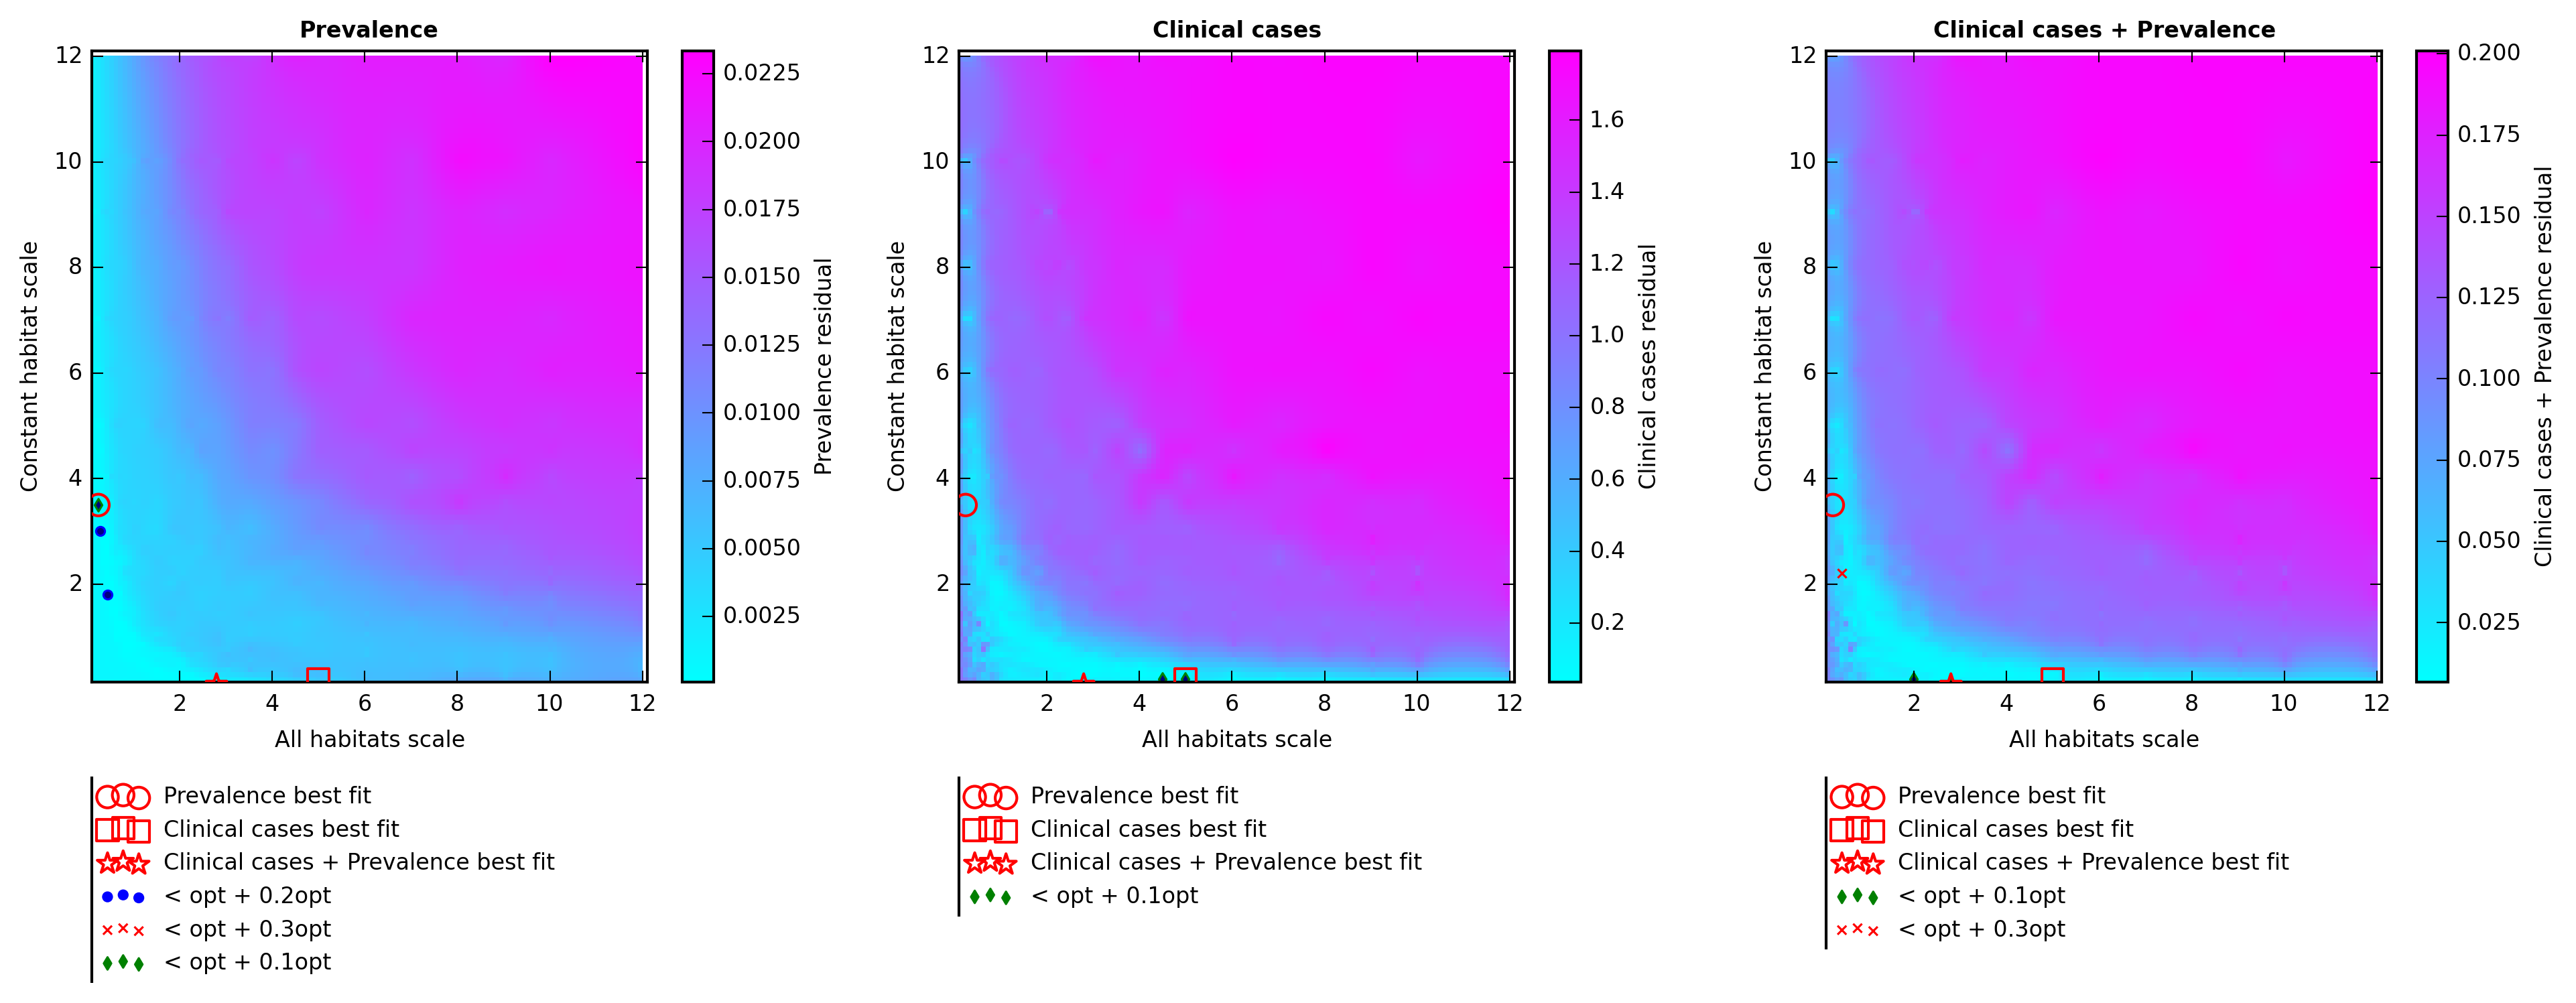 Prevalence
12
10
8
6
4
2
Constant habitat scale
2 4 6 8 10 12
All habitats scale
0.0225
0.0200
0.0175
0.0150
0.0125
0.0100
0.0075
0.0050
0.0025
Prevalence residual
Prevalence best fit
Clinical cases best fit
Clinical cases + Prevalence best fit
< opt + 0.2opt
< opt + 0.3opt
< opt + 0.1opt
Clinical cases
12
10
8
6
4
2
Constant habitat scale
2 4 6 8 10 12
All habitats scale
1.6
1.4
1.2
1.0
0.8
0.6
0.4
0.2
Clinical cases residual
Prevalence best fit
Clinical cases best fit
Clinical cases + Prevalence best fit
< opt + 0.1opt
Clinical cases + Prevalence
12
10
8
6
4
2
Constant habitat scale
2 4 6 8 10 12
All habitats scale
0.200
0.175
0.150
0.125
0.100
0.075
0.050
0.025
Clinical cases + Prevalence residual
Prevalence best fit
Clinical cases best fit
Clinical cases + Prevalence best fit
< opt + 0.1opt
< opt + 0.3opt